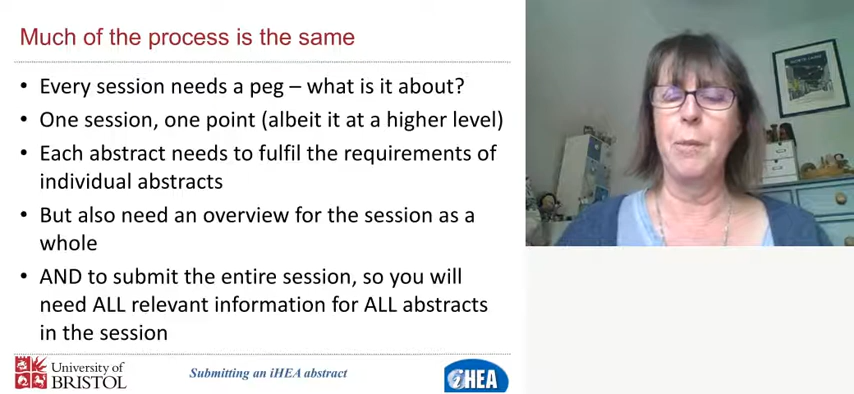 Much of the process is the same
• Every session needs a peg – what is it about?
• One session, one point (albeit it at a higher level)
• Each abstract needs to fulfil the requirements of
individual abstracts
• But also need an overview for the session as a
whole
• AND to submit the entire session, so you will
need ALL relevant information for ALL abstracts
in the session
University of
BRISTOL
Submitting an iHEA abstract
iHEA